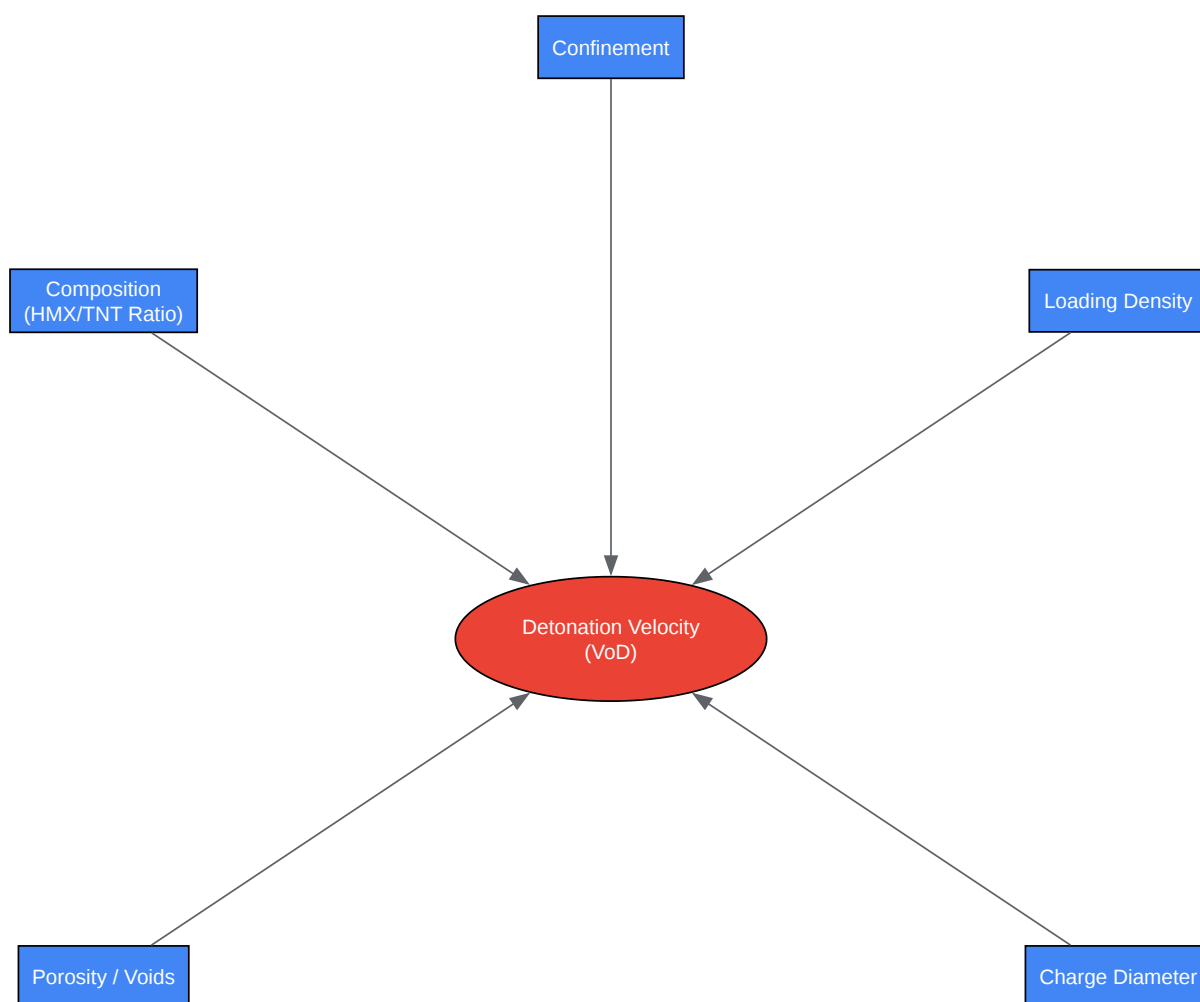 Confinement
Composition
(HMX/TNT Ratio)
Loading Density
Detonation Velocity
(VoD)
Porosity / Voids
Charge Diameter